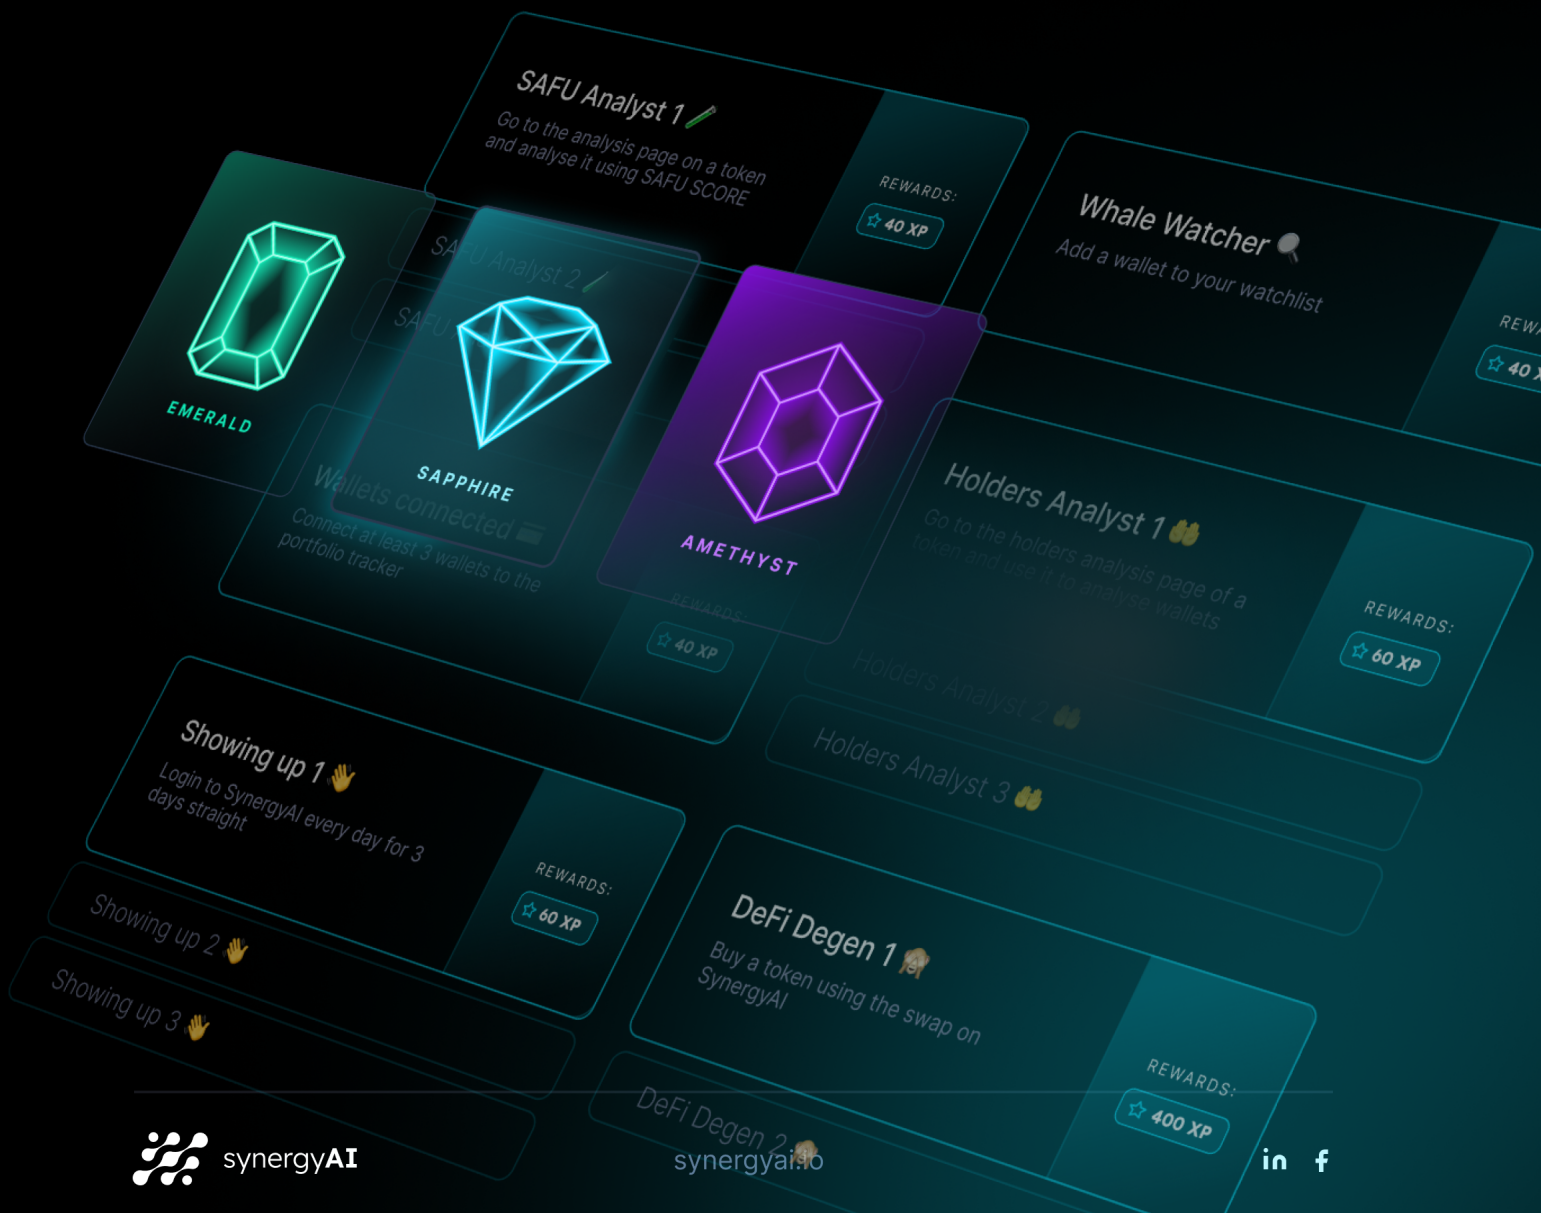 SAFU Analyst 1
Go to the analysis page on a token
and analyse it using SAFU SCORE
REWARDS:
40 XP
Whale Watcher
Add a wallet to your watchlist
40
EMERALD
SAFU Analyst 2
SAFU
SAPPHIRE
AMETHYST
Wallets connected
Connect at least 3 wallets to the
portfolio tracker
REWARDS:
40 XP
Holders Analyst 1
Go to the holders analysis page of a
token and use it to analyse wallets
REWARDS:
60 XP
Holders Analyst 2
Holders Analyst 3
Showing up 1
Login to SynergyAI every day for 3
days straight
REWARDS:
60 XP
Showing up 2
Showing up 3
DeFi Degen 1
Buy a token using the swap on
SynergyAI
REWARDS:
400 XP
DeFi Degen 2
synergyAI
synergyai.io
in f